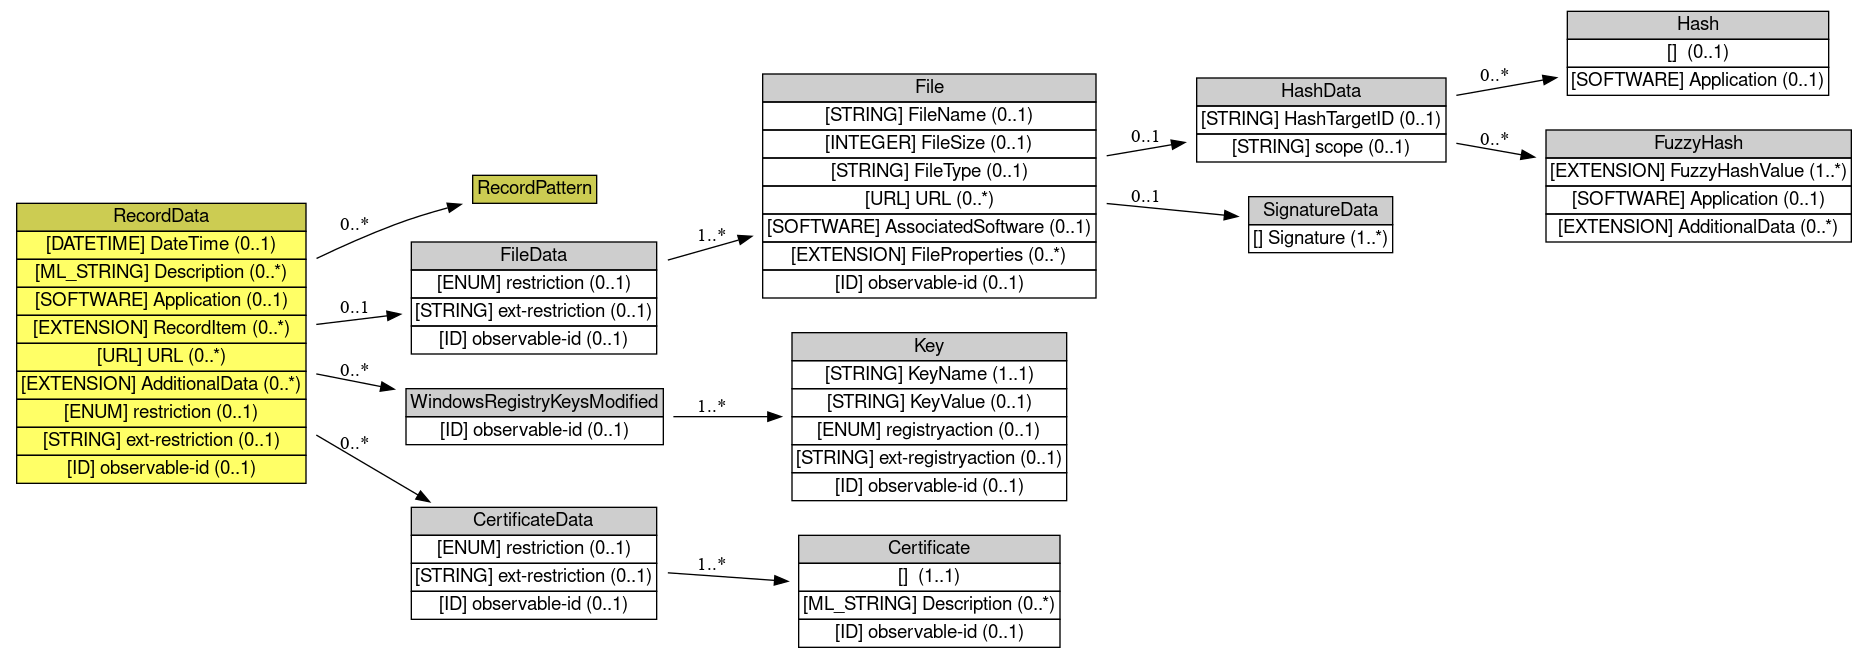 RecordData
[DATETIME] DateTime (0..1)
[ML_STRING] Description (0..*)
[SOFTWARE] Application (0..1)
[EXTENSION] RecordItem (0..*)
[URL] URL (0..*)
[EXTENSION] AdditionalData (0..*)
[ENUM] restriction (0..1)
[STRING] ext-restriction (0..1)
[ID] observable-id (0..1)
0..*
0..1
0..*
0..*
RecordPattern
FileData
[ENUM] restriction (0..1)
[STRING] ext-restriction (0..1)
[ID] observable-id (0..1)
WindowsRegistryKeysModified
[ID] observable-id (0..1)
CertificateData
[ENUM] restriction (0..1)
[STRING] ext-restriction (0..1)
[ID] observable-id (0..1)
1..*
1..*
1..*
File
[STRING] FileName (0..1)
[INTEGER] FileSize (0..1)
[STRING] FileType (0..1)
[URL] URL (0..*)
[SOFTWARE] AssociatedSoftware (0..1)
[EXTENSION] FileProperties (0..*)
[ID] observable-id (0..1)
Key
[STRING] KeyName (1..1)
[STRING] KeyValue (0..1)
[ENUM] registryaction (0..1)
[STRING] ext-registryaction (0..1)
[ID] observable-id (0..1)
Certificate
[] (1..1)
[ML_STRING] Description (0..*)
[ID] observable-id (0..1)
0..1
0..1
HashData
[STRING] HashTargetID (0..1)
[STRING] scope (0..1)
SignatureData
[] Signature (1..*)
0..*
0..*
Hash
[] (0..1)
[SOFTWARE] Application (0..1)
FuzzyHash
[EXTENSION] FuzzyHashValue (1..*)
[SOFTWARE] Application (0..1)
[EXTENSION] AdditionalData (0..*)